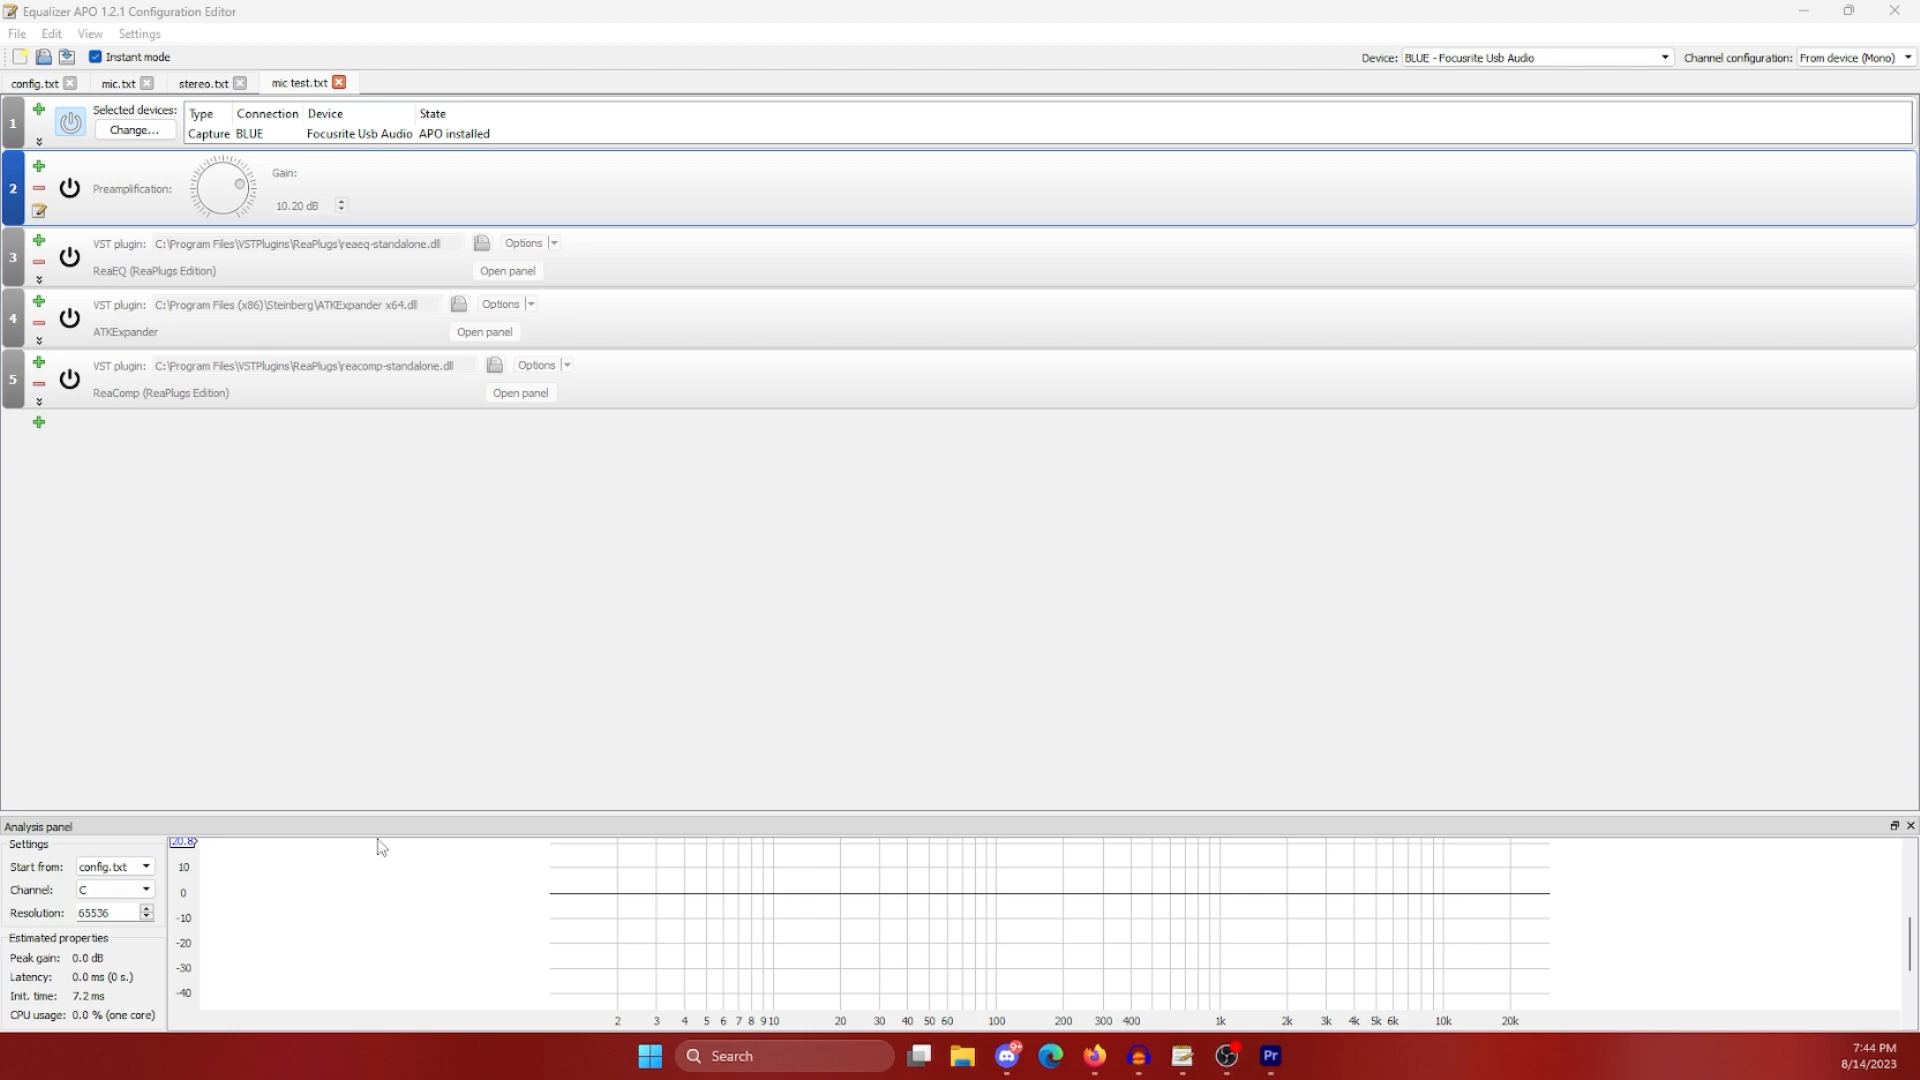 Equalizer APO 1.2.1 Configuration Editor
File Edit View Settings
Instant mode Device: BLUE - Focusrite Usb Audio Channel configuration: From device (Mono)
config.txt mic.txt stereo.txt mic test.txt
1 Selected devices: Change...
Type Connection Device State
Capture BLUE Focusrite Usb Audio APO installed
2 Preamplification: Gain:
10.20 dB
3 VST plugin: C:\Program Files\VSTPlugins\ReaPlugs\reaeq-standalone.dll Options
ReaEQ (ReaPlugs Edition) Open panel
4 VST plugin: C:\Program Files (x86)\Steinberg\ATKExpander x64.dll Options
ATKExpander Open panel
5 VST plugin: C:\Program Files\VSTPlugins\ReaPlugs\reacomp-standalone.dll Options
ReaComp (ReaPlugs Edition) Open panel
Analysis panel
Settings
Start from: config.txt
Channel: C
Resolution: 65536
Estimated properties
Peak gain: 0.0 dB
Latency: 0.0 ms (0 s.)
Init. time: 7.2 ms
CPU usage: 0.0 % (one core)
20.8
10
0
-10
-20
-30
-40
2 3 4 5 6 7 8 9 10 20 30 40 50 60 100 200 300 400 1k 2k 3k 4k 5k 6k 10k 20k
Search 9+ Pr
7:44 PM
8/14/2023